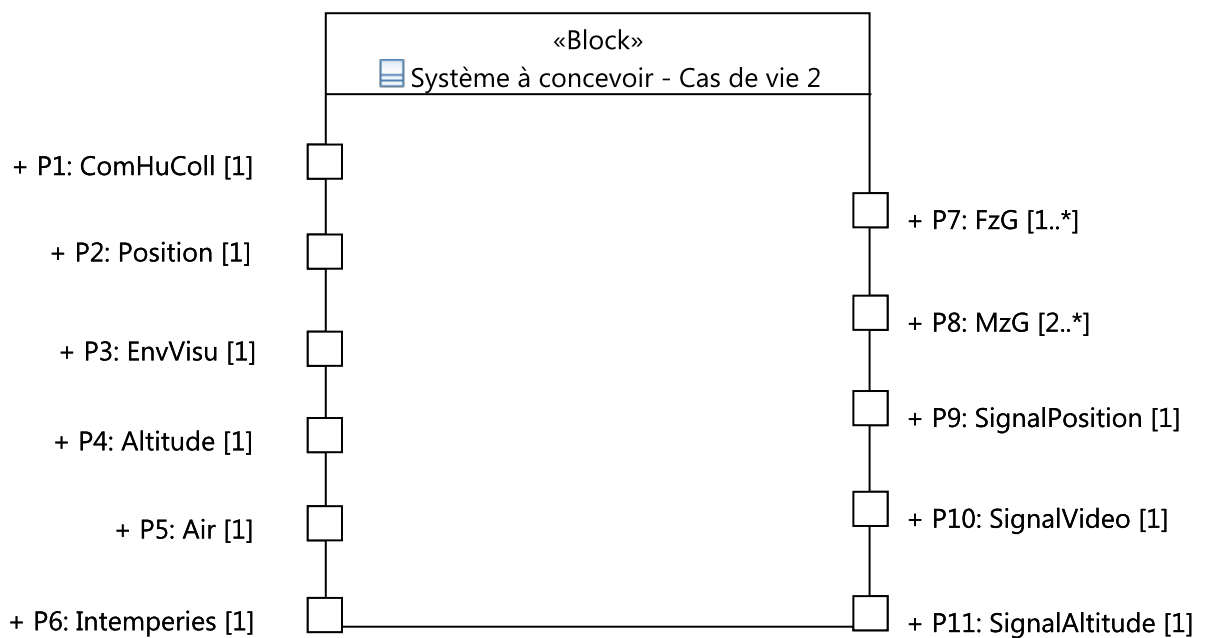 «Block»
Système à concevoir - Cas de vie 2
+ P1: ComHuColl [1]
+ P2: Position [1]
+ P3: EnvVisu [1]
+ P4: Altitude [1]
+ P5: Air [1]
+ P6: Intemperies [1]
+ P7: FzG [1..*]
+ P8: MzG [2..*]
+ P9: SignalPosition [1]
+ P10: SignalVideo [1]
+ P11: SignalAltitude [1]